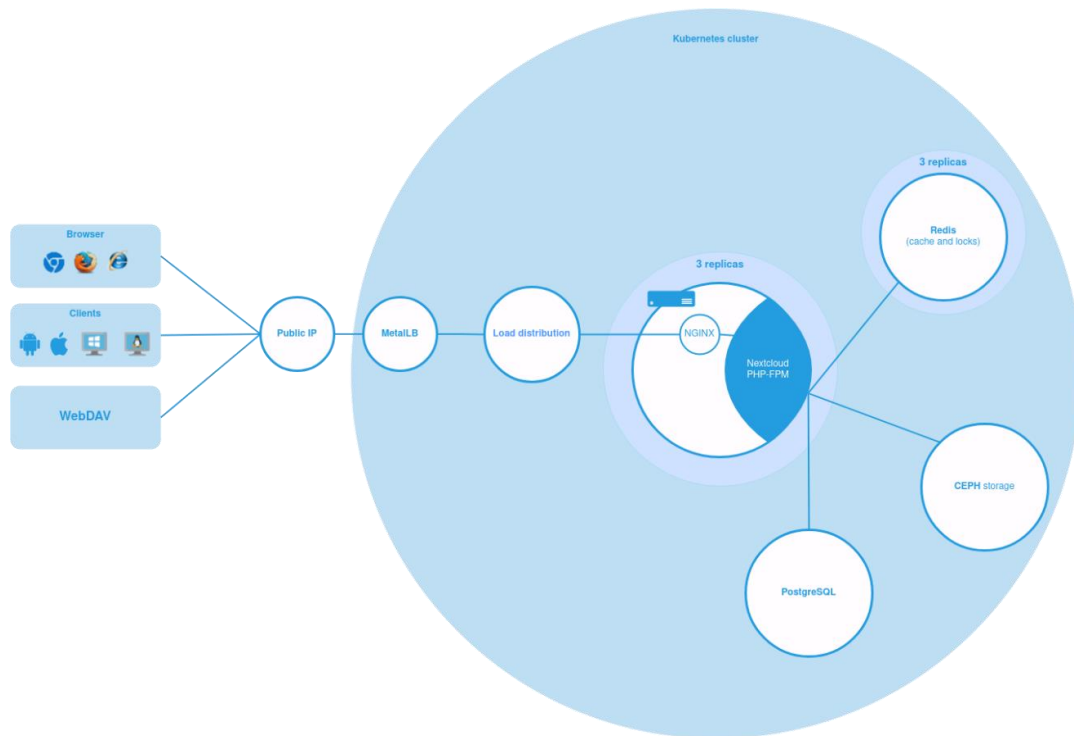 Kubernetes cluster
3 replicas
Redis
(cache and locks)
Browser
3 replicas
Clients
Public IP
MetalLB
Load distribution
NGINX
Nextcloud
PHP-FPM
WebDAV
CEPH storage
PostgreSQL